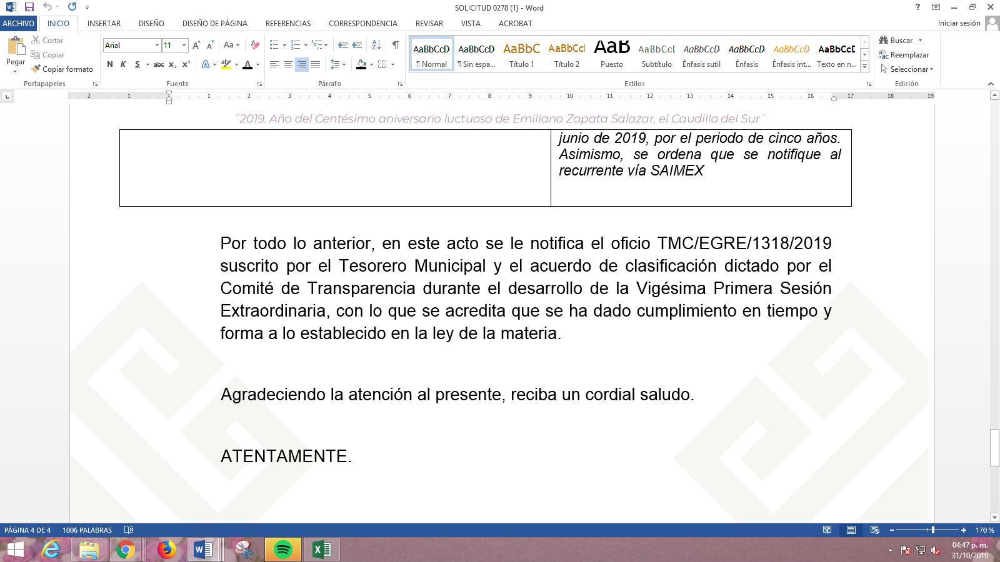 SOLICITUD 0278 (1) - Word
ARCHIVO INICIO INSERTAR DISEÑO DISEÑO DE PÁGINA REFERENCIAS CORRESPONDENCIA REVISAR VISTA ACROBAT Iniciar sesión
Pegar
Cortar
Copiar
Copiar formato
Portapapeles
Arial 11
N K S abc x₂ x²
Fuente
Párrafo
AaBbCcD AaBbCcD AaBbC AaBbCcI AaB AaBbCcD AaBbCcD AaBbCcD AaBbCcD AaBbCcD
¶ Normal ¶ Sin espa... Título 1 Título 2 Puesto Subtítulo Énfasis sutil Énfasis Énfasis int... Texto en n...
Estilos
Buscar
Reemplazar
Seleccionar
Edición
2 1 1 2 3 4 5 6 7 8 9 10 11 12 13 14 15 16 17 18 19
¨2019. Año del Centésimo aniversario luctuoso de Emiliano Zapata Salazar, el Caudillo del Sur¨
junio de 2019, por el periodo de cinco años.
Asimismo, se ordena que se notifique al
recurrente vía SAIMEX
Por todo lo anterior, en este acto se le notifica el oficio TMC/EGRE/1318/2019
suscrito por el Tesorero Municipal y el acuerdo de clasificación dictado por el
Comité de Transparencia durante el desarrollo de la Vigésima Primera Sesión
Extraordinaria, con lo que se acredita que se ha dado cumplimiento en tiempo y
forma a lo establecido en la ley de la materia.
Agradeciendo la atención al presente, reciba un cordial saludo.
ATENTAMENTE.
PÁGINA 4 DE 4 1006 PALABRAS 170 %
04:47 p. m.
31/10/2019